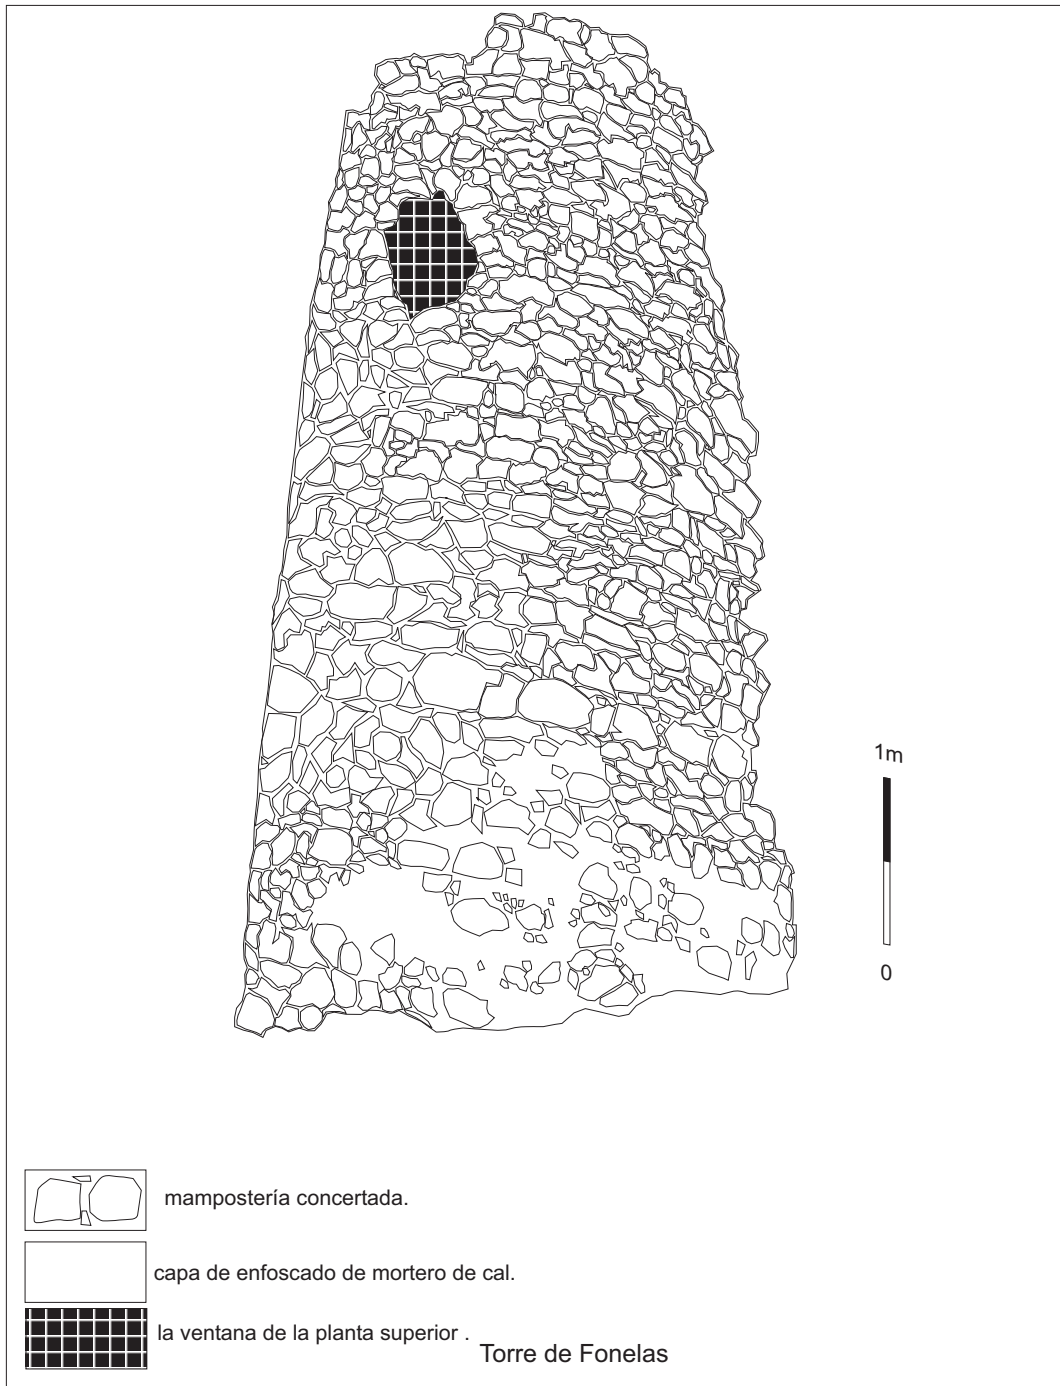 1m
0
mampostería concertada.
capa de enfoscado de mortero de cal.
la ventana de la planta superior .
Torre de Fonelas